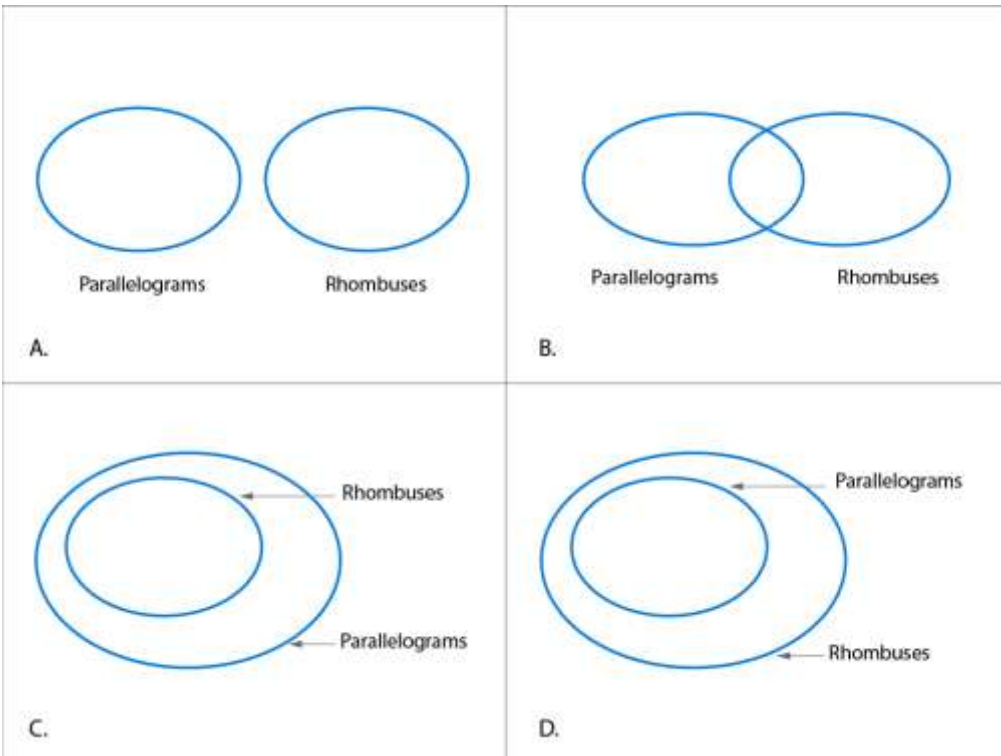 Parallelograms Rhombuses
A.
Parallelograms Rhombuses
B.
Rhombuses
Parallelograms
C.
Parallelograms
Rhombuses
D.